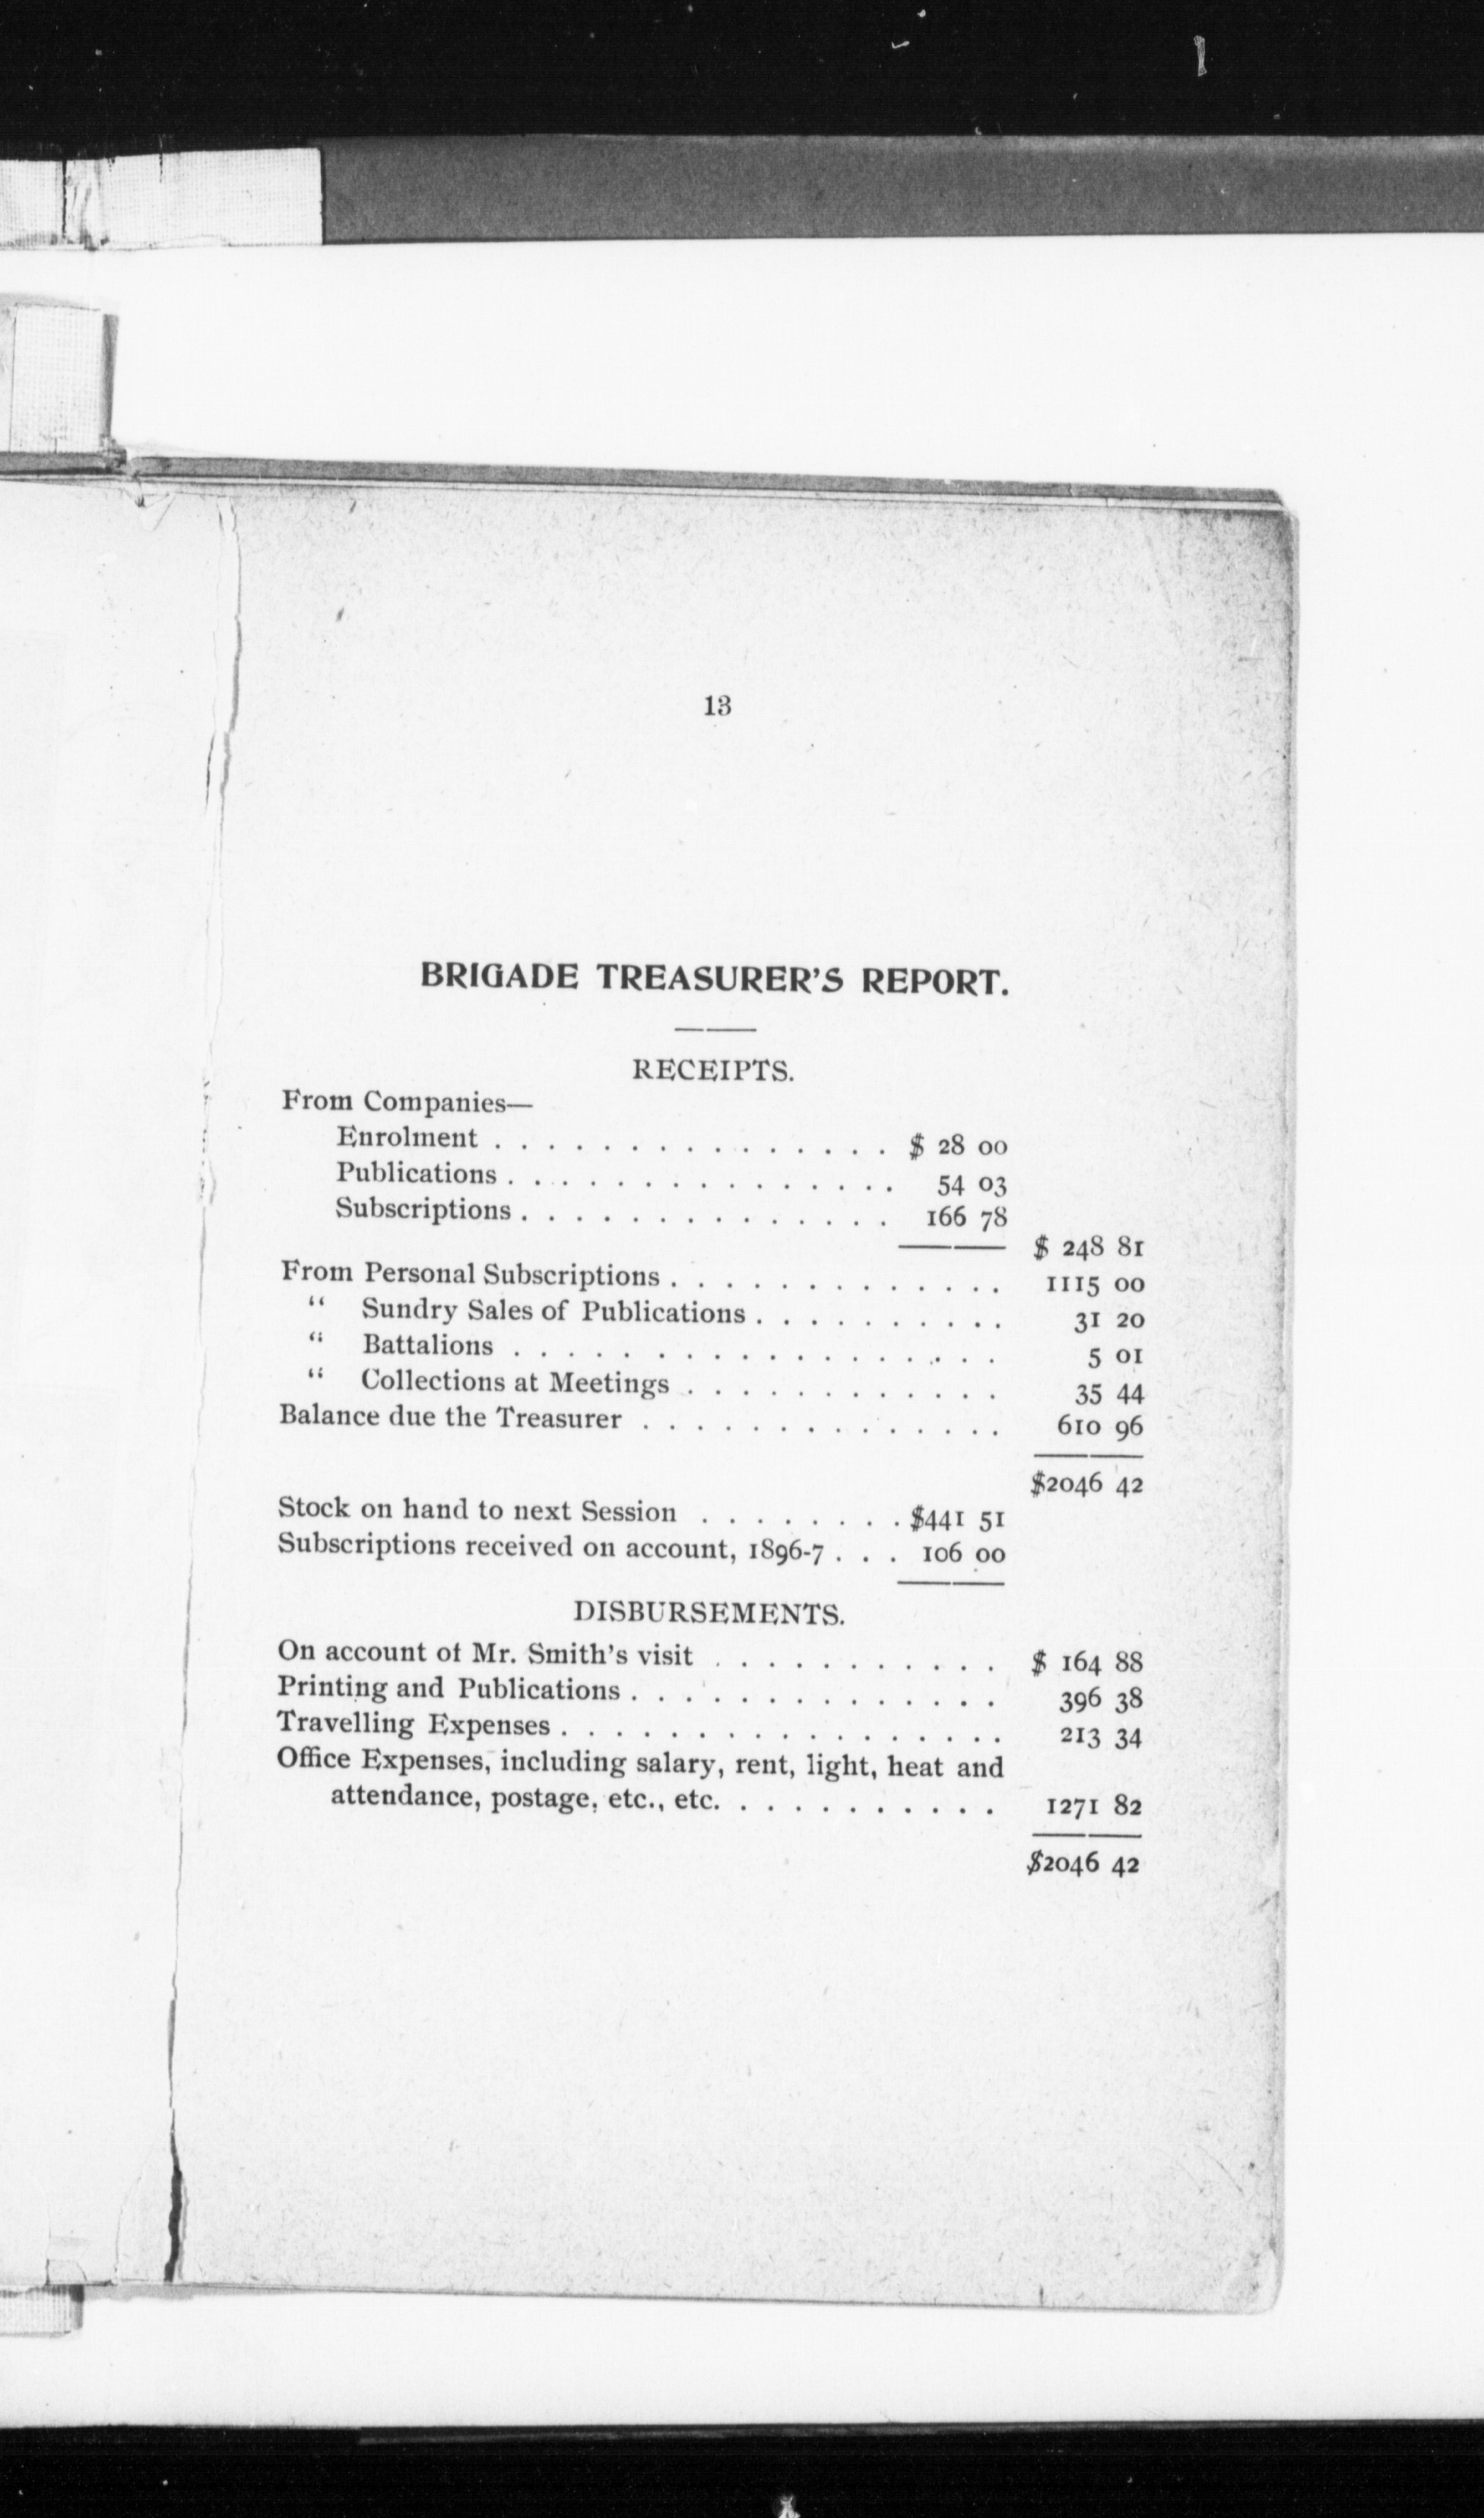 13
BRIGADE TREASURER'S REPORT.
RECEIPTS.
From Companies—
Enrolment . . . . . . . . . . . . . . . $ 28 00
Publications . . . . . . . . . . . . . . . 54 03
Subscriptions . . . . . . . . . . . . . . 166 78
$ 248 81
From Personal Subscriptions . . . . . . . . . . . . . 1115 00
“ Sundry Sales of Publications . . . . . . . . . . 31 20
“ Battalions . . . . . . . . . . . . . . . . . . 5 01
“ Collections at Meetings . . . . . . . . . . . . 35 44
Balance due the Treasurer . . . . . . . . . . . . . . 610 96
$2046 42
Stock on hand to next Session . . . . . . . . $441 51
Subscriptions received on account, 1896-7 . . . 106 00
DISBURSEMENTS.
On account of Mr. Smith's visit . . . . . . . . . . . $ 164 88
Printing and Publications . . . . . . . . . . . . . . 396 38
Travelling Expenses . . . . . . . . . . . . . . . . . 213 34
Office Expenses, including salary, rent, light, heat and
attendance, postage, etc., etc. . . . . . . . . . . 1271 82
$2046 42